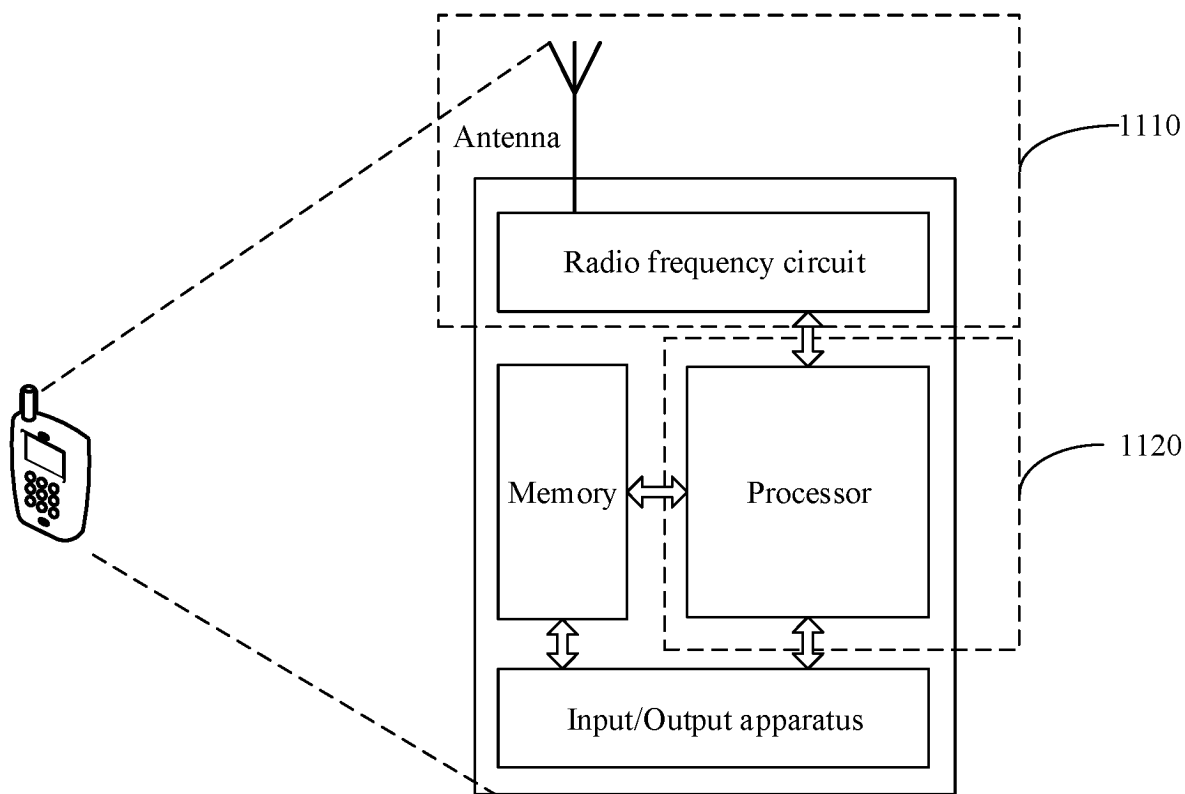 1110
Antenna
Radio frequency circuit
1120
Memory
Processor
Input/Output apparatus